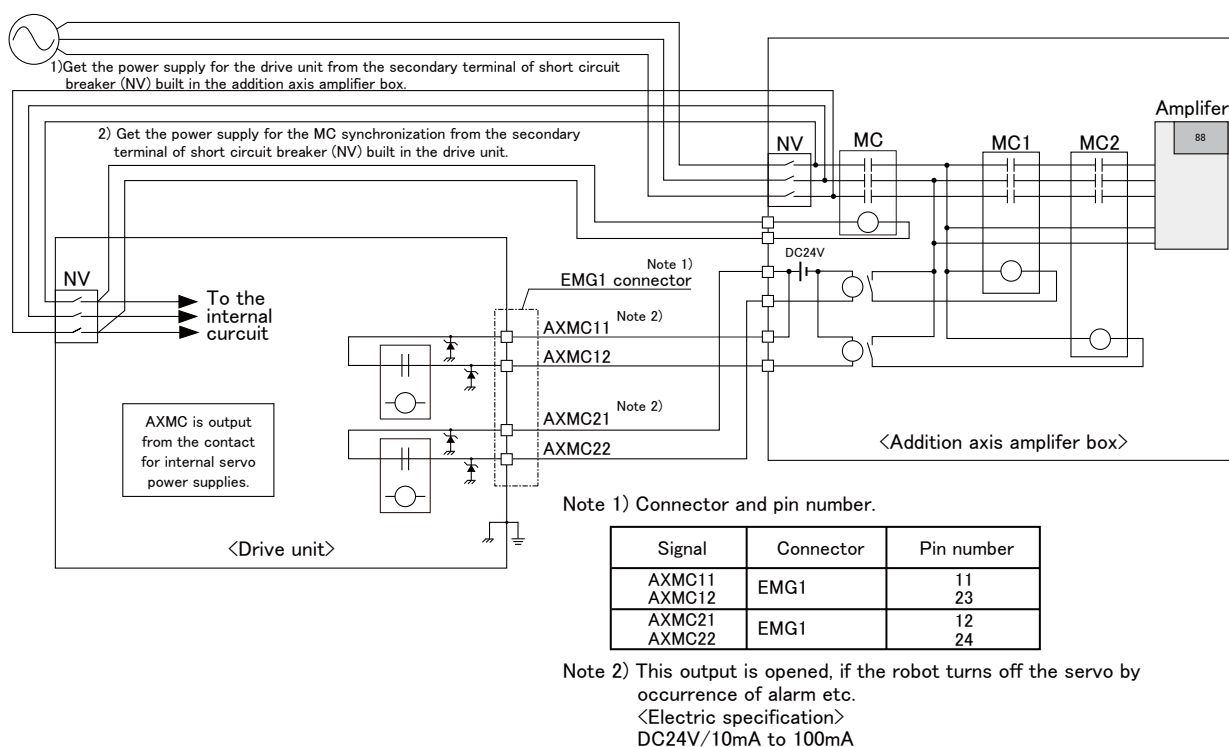 1)Get the power supply for the drive unit from the secondary terminal of short circuit
breaker (NV) built in the addition axis amplifier box.
2) Get the power supply for the MC synchronization from the secondary
terminal of short circuit breaker (NV) built in the drive unit.
Amplifer
88
NV
MC
MC1
MC2
DC24V
NV
To the
internal
curcuit
Note 1)
EMG1 connector
AXMC11 Note 2)
AXMC12
AXMC21 Note 2)
AXMC22
AXMC is output
from the contact
for internal servo
power supplies.
<Drive unit>
<Addition axis amplifer box>
Note 1) Connector and pin number.
Signal Connector Pin number
AXMC11 EMG1 11
AXMC12 23
AXMC21 EMG1 12
AXMC22 24
Note 2) This output is opened, if the robot turns off the servo by
occurrence of alarm etc.
<Electric specification>
DC24V/10mA to 100mA